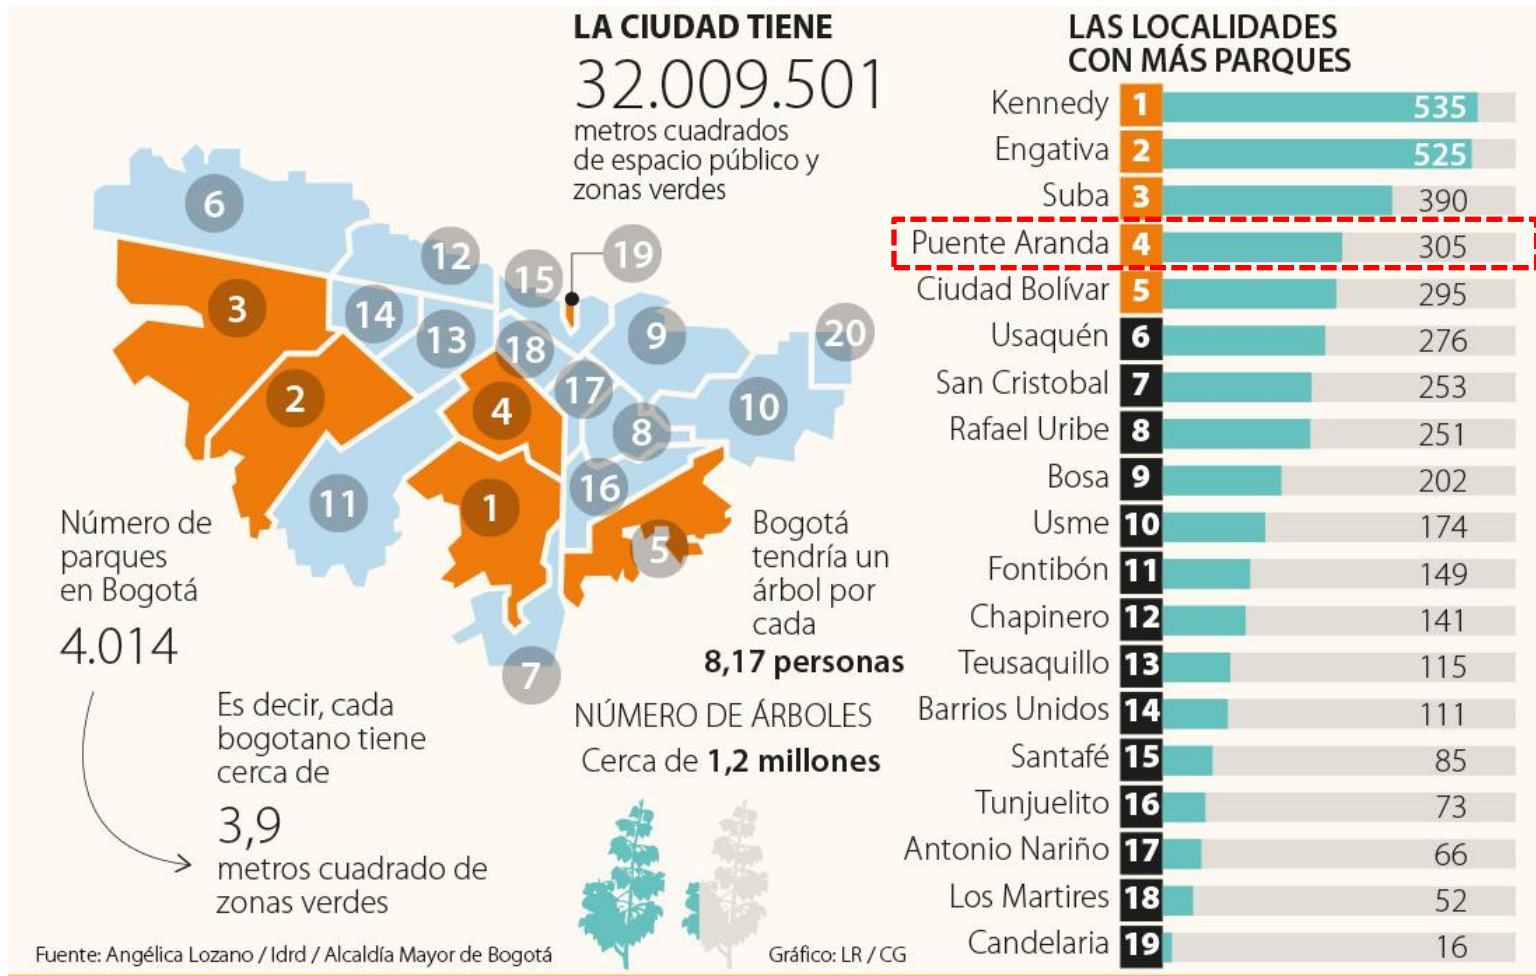 LA CIUDAD TIENE
32.009.501
metros cuadrados
de espacio público y
zonas verdes
6
12
15
19
3
14
13
18
9
20
2
4
17
8
10
11
1
16
5
7
Número de
parques
en Bogotá
4.014
Es decir, cada
bogotano tiene
cerca de
3,9
metros cuadrado de
zonas verdes
Bogotá
tendría un
árbol por
cada
8,17 personas
NÚMERO DE ÁRBOLES
Cerca de 1,2 millones
LAS LOCALIDADES
CON MÁS PARQUES
Kennedy 1 535
Engativa 2 525
Suba 3 390
Puente Aranda 4 305
Ciudad Bolívar 5 295
Usaquén 6 276
San Cristobal 7 253
Rafael Uribe 8 251
Bosa 9 202
Usme 10 174
Fontibón 11 149
Chapinero 12 141
Teusaquillo 13 115
Barrios Unidos 14 111
Santafé 15 85
Tunjuelito 16 73
Antonio Nariño 17 66
Los Martires 18 52
Candelaria 19 16
Fuente: Angélica Lozano / Idrd / Alcaldía Mayor de Bogotá
Gráfico: LR / CG